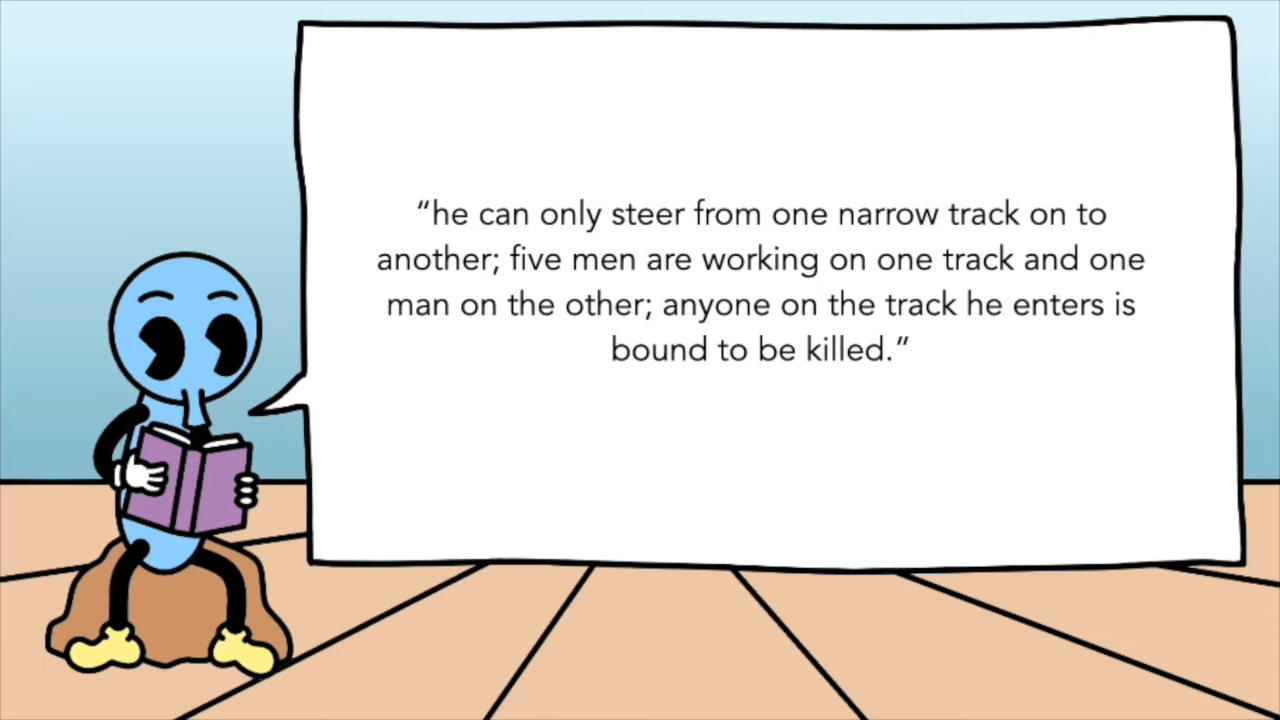 “he can only steer from one narrow track on to
another; five men are working on one track and one
man on the other; anyone on the track he enters is
bound to be killed.”